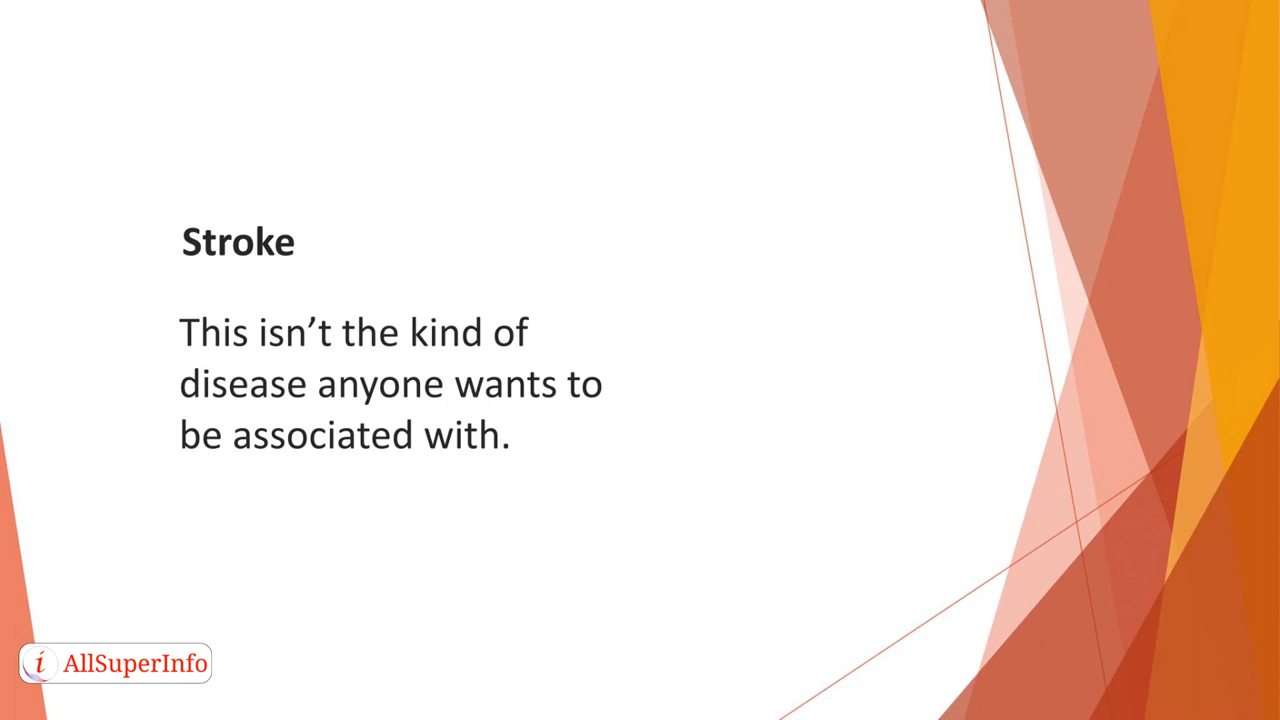 Stroke
This isn’t the kind of
disease anyone wants to
be associated with.
i AllSuperInfo